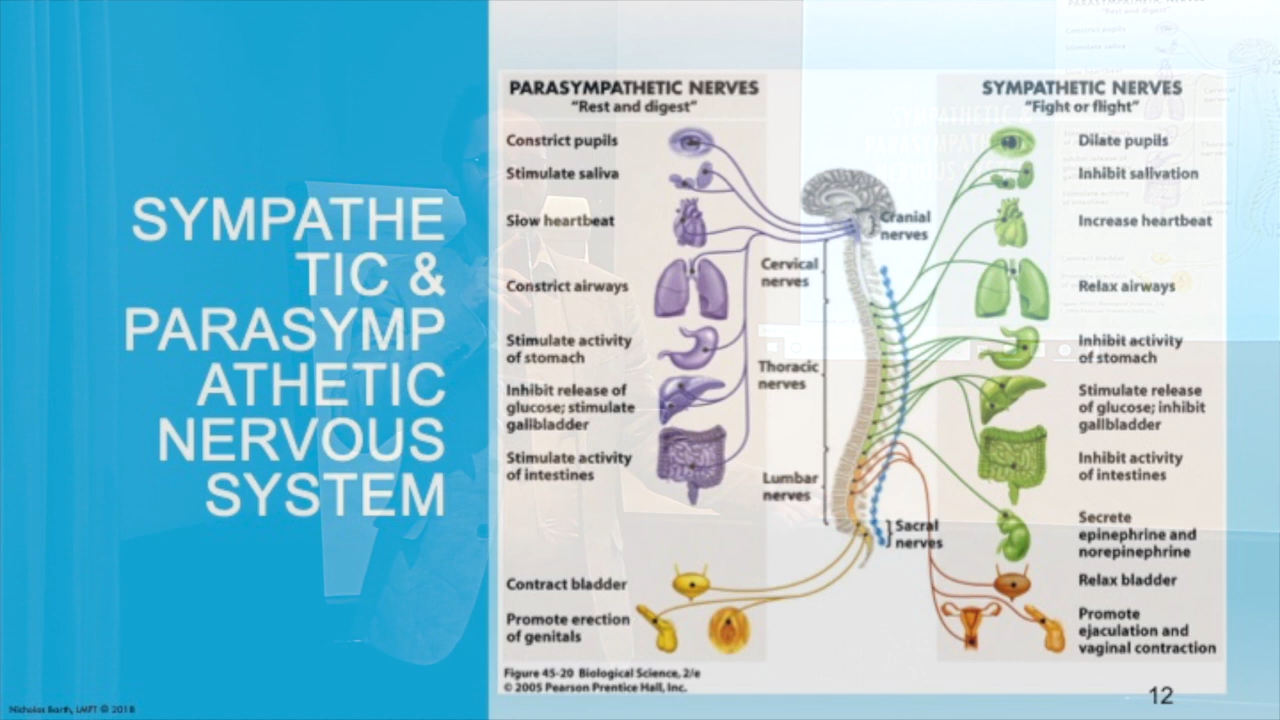 SYMPATHE
TIC &
PARASYMP
ATHETIC
NERVOUS
SYSTEM
Nicholas Barth, LMFT © 2018
PARASYMPATHETIC NERVES
"Rest and digest"
Constrict pupils
Stimulate saliva
Slow heartbeat
Constrict airways
Stimulate activity
of stomach
Inhibit release of
glucose; stimulate
gallbladder
Stimulate activity
of intestines
Contract bladder
Promote erection
of genitals
Cranial
nerves
Cervical
nerves
Thoracic
nerves
Lumbar
nerves
Sacral
nerves
SYMPATHETIC NERVES
"Fight or flight"
Dilate pupils
Inhibit salivation
Increase heartbeat
Relax airways
Inhibit activity
of stomach
Stimulate release
of glucose; inhibit
gallbladder
Inhibit activity
of intestines
Secrete
epinephrine and
norepinephrine
Relax bladder
Promote
ejaculation and
vaginal contraction
Figure 45-20 Biological Science, 2/e
© 2005 Pearson Prentice Hall, Inc.
12